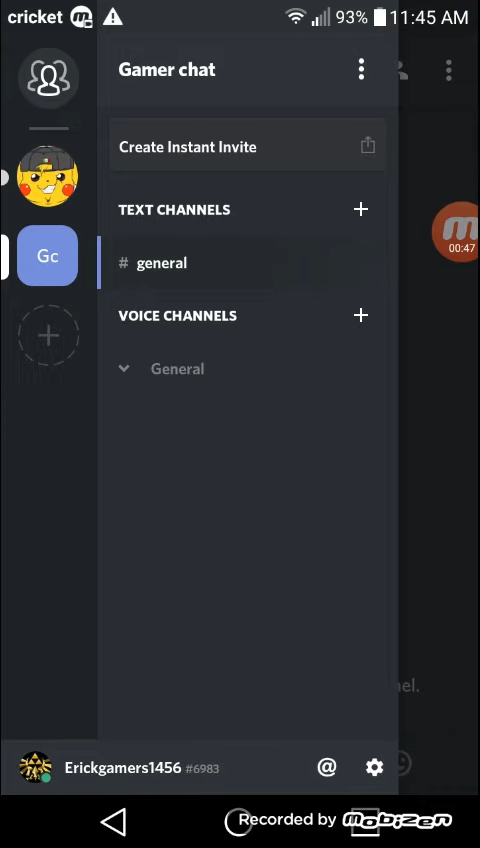 cricket 93% 11:45 AM
Gamer chat
Create Instant Invite
TEXT CHANNELS
# general
00:47
Gc
VOICE CHANNELS
General
nel.
Erickgamers1456 #6983 @
Recorded by Mobizen